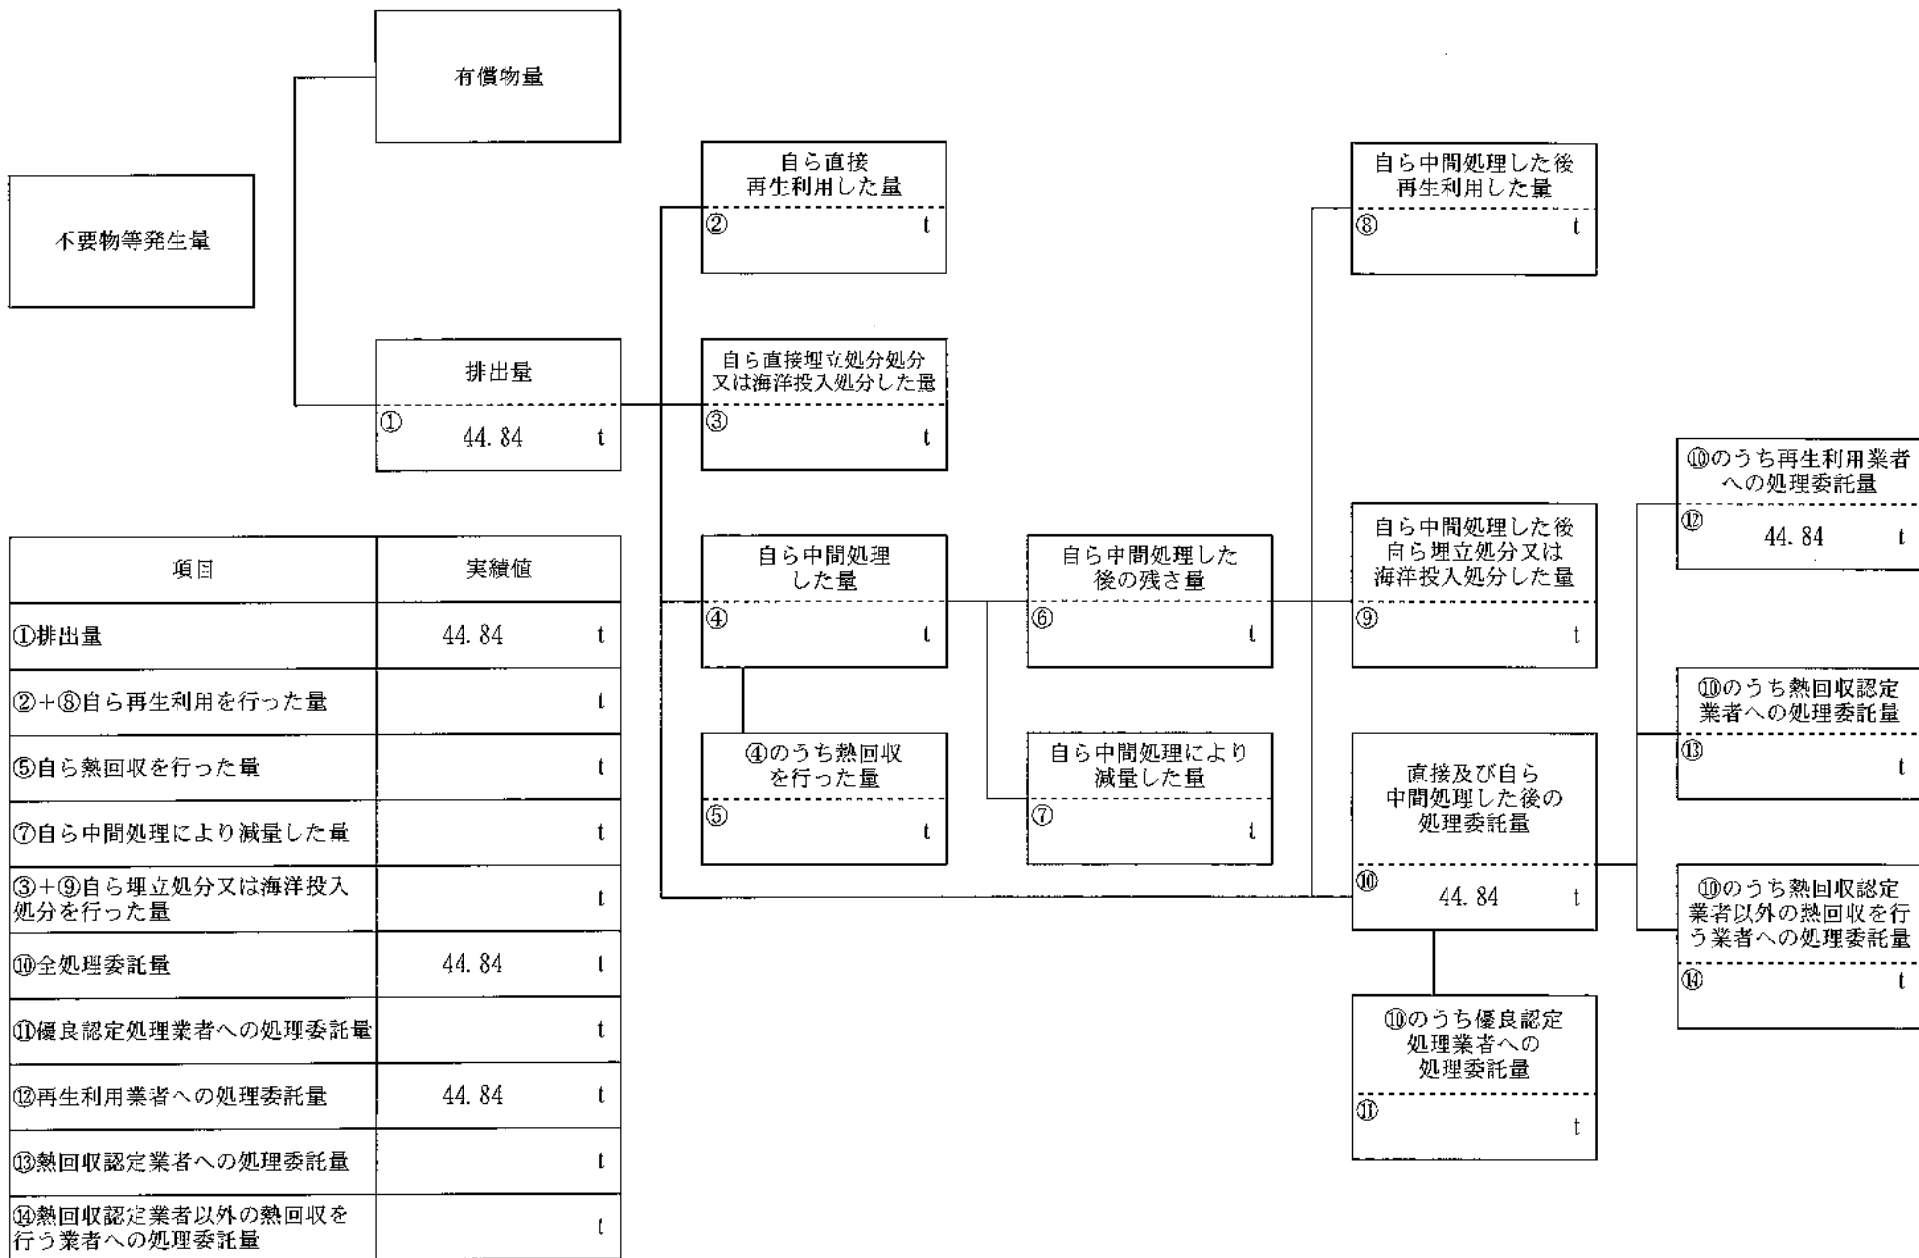 有償物量
不要物等発生量
排出量
①
44.84 t
自ら直接
再生利用した量
② t
自ら直接埋立処分処分
又は海洋投入処分した量
③ t
自ら中間処理
した量
④ t
④のうち熱回収
を行った量
⑤ t
自ら中間処理した
後の残さ量
⑥ t
自ら中間処理により
減量した量
⑦ t
自ら中間処理した後
再生利用した量
⑧ t
自ら中間処理した後
自ら埋立処分又は
海洋投入処分した量
⑨ t
直接及び自ら
中間処理した後の
処理委託量
⑩
44.84 t
⑩のうち優良認定
処理業者への
処理委託量
⑪ t
⑩のうち再生利用業者
への処理委託量
⑫
44.84 t
⑩のうち熱回収認定
業者への処理委託量
⑬ t
⑩のうち熱回収認定
業者以外の熱回収を行
う業者への処理委託量
⑭ t
項目 実績値
①排出量 44.84 t
②+⑧自ら再生利用を行った量 t
⑤自ら熱回収を行った量 t
⑦自ら中間処理により減量した量 t
③+⑨自ら埋立処分又は海洋投入
処分を行った量 t
⑩全処理委託量 44.84 t
⑪優良認定処理業者への処理委託量 t
⑫再生利用業者への処理委託量 44.84 t
⑬熱回収認定業者への処理委託量 t
⑭熱回収認定業者以外の熱回収を
行う業者への処理委託量 t